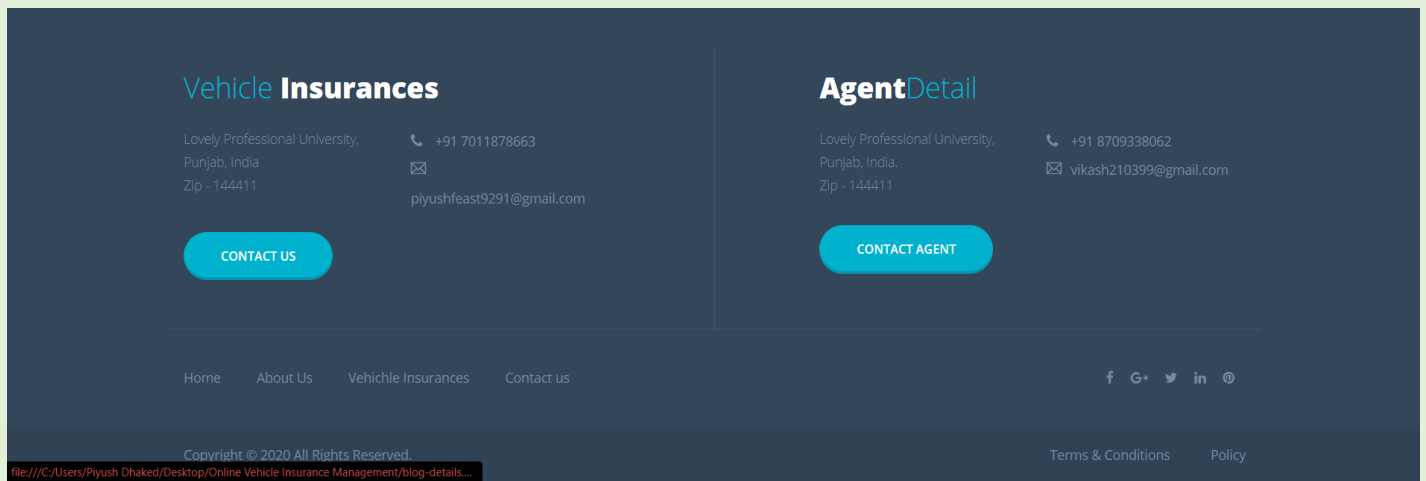 Vehicle Insurances
Lovely Professional University,
Punjab, India
Zip - 144411
+91 7011878663
piyushfeast9291@gmail.com
CONTACT US
AgentDetail
Lovely Professional University,
Punjab, India.
Zip - 144411
+91 8709338062
vikash210399@gmail.com
CONTACT AGENT
Home About Us Vehichle Insurances Contact us
f G+ in
Copyright © 2020 All Rights Reserved. Terms & Conditions Policy
file:///C:/Users/Piyush Dhaked/Desktop/Online Vehicle Insurance Management/blog-details....